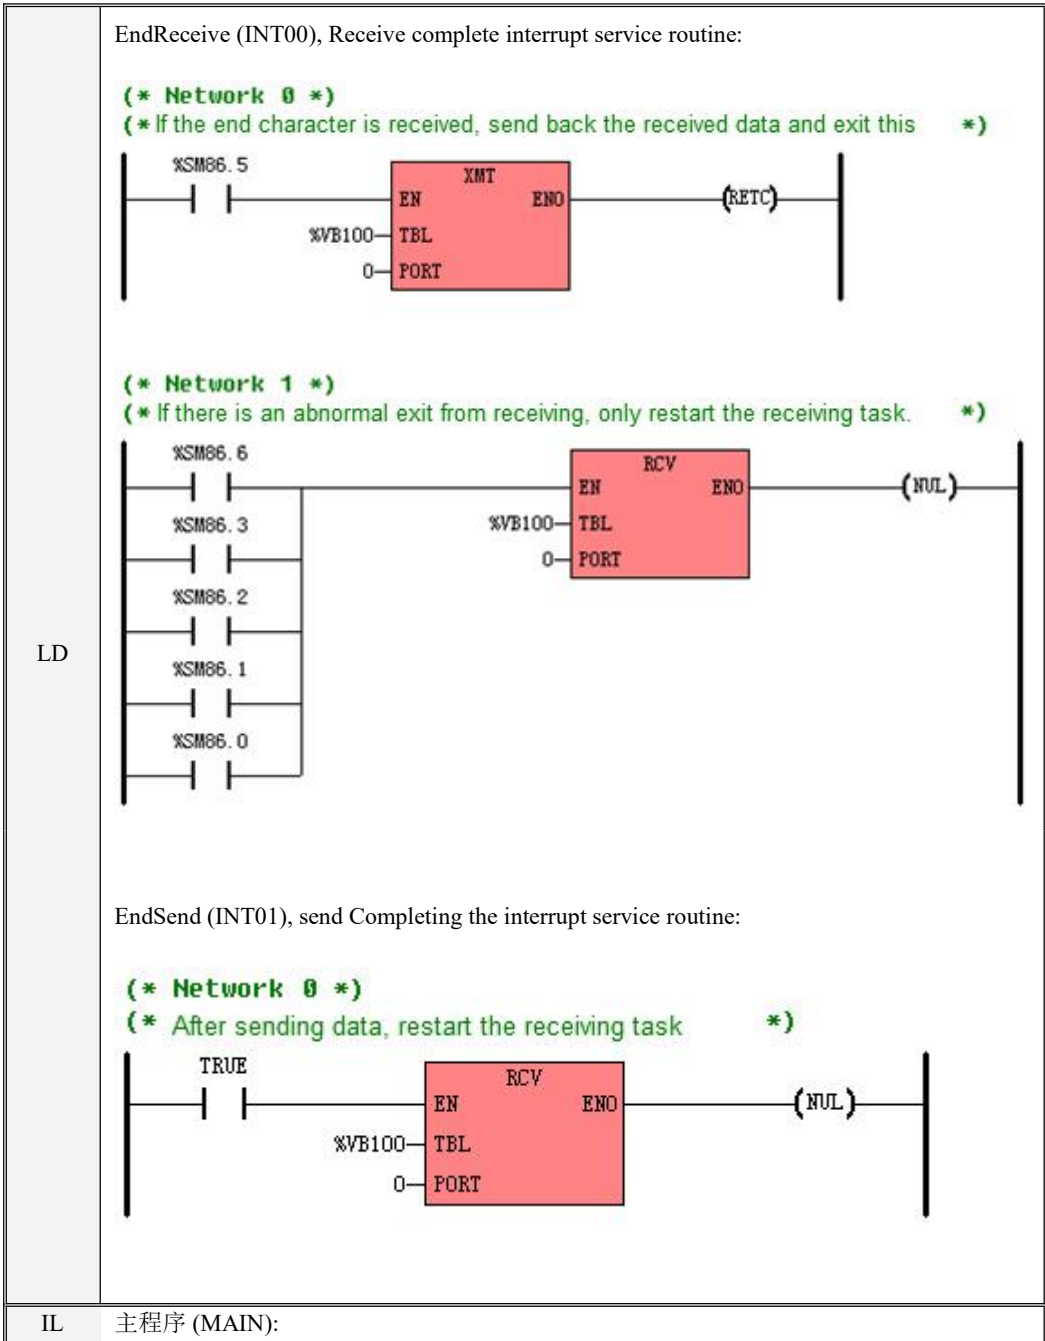 EndReceive (INT00), Receive complete interrupt service routine:
(* Network 0 *)
(* If the end character is received, send back the received data and exit this *)
%SM86.5
XMT
EN ENO
(RETC)
%VB100 TBL
0 PORT
(* Network 1 *)
(* If there is an abnormal exit from receiving, only restart the receiving task. *)
%SM86.6
RCV
EN ENO
(NUL)
%SM86.3
%VB100 TBL
0 PORT
%SM86.2
%SM86.1
%SM86.0
LD
EndSend (INT01), send Completing the interrupt service routine:
(* Network 0 *)
(* After sending data, restart the receiving task *)
TRUE
RCV
EN ENO
(NUL)
%VB100 TBL
0 PORT
IL 主程序 (MAIN):